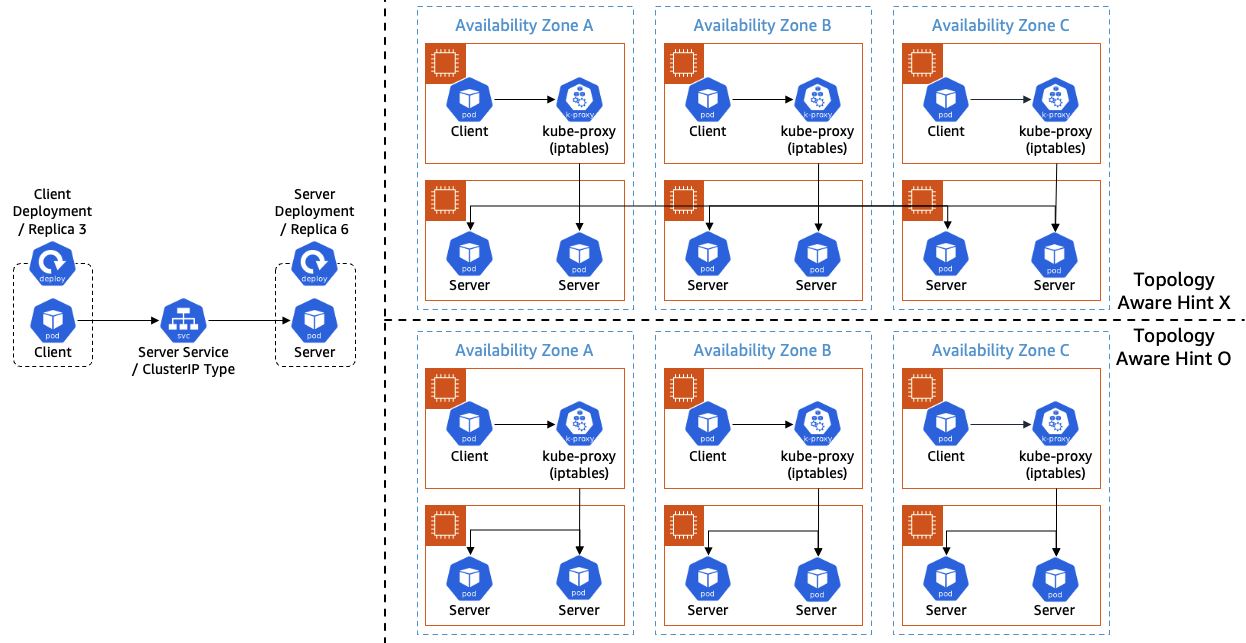 Client
Deployment
/ Replica 3
deploy
pod
Client
svc
Server Service
/ ClusterIP Type
Server
Deployment
/ Replica 6
deploy
pod
Server
Availability Zone A
pod
Client
k-proxy
kube-proxy
(iptables)
pod
Server
pod
Server
Availability Zone B
pod
Client
k-proxy
kube-proxy
(iptables)
pod
Server
pod
Server
Availability Zone C
pod
Client
k-proxy
kube-proxy
(iptables)
pod
Server
pod
Server
Topology
Aware Hint X
Topology
Aware Hint O
Availability Zone A
pod
Client
k-proxy
kube-proxy
(iptables)
pod
Server
pod
Server
Availability Zone B
pod
Client
k-proxy
kube-proxy
(iptables)
pod
Server
pod
Server
Availability Zone C
pod
Client
k-proxy
kube-proxy
(iptables)
pod
Server
pod
Server